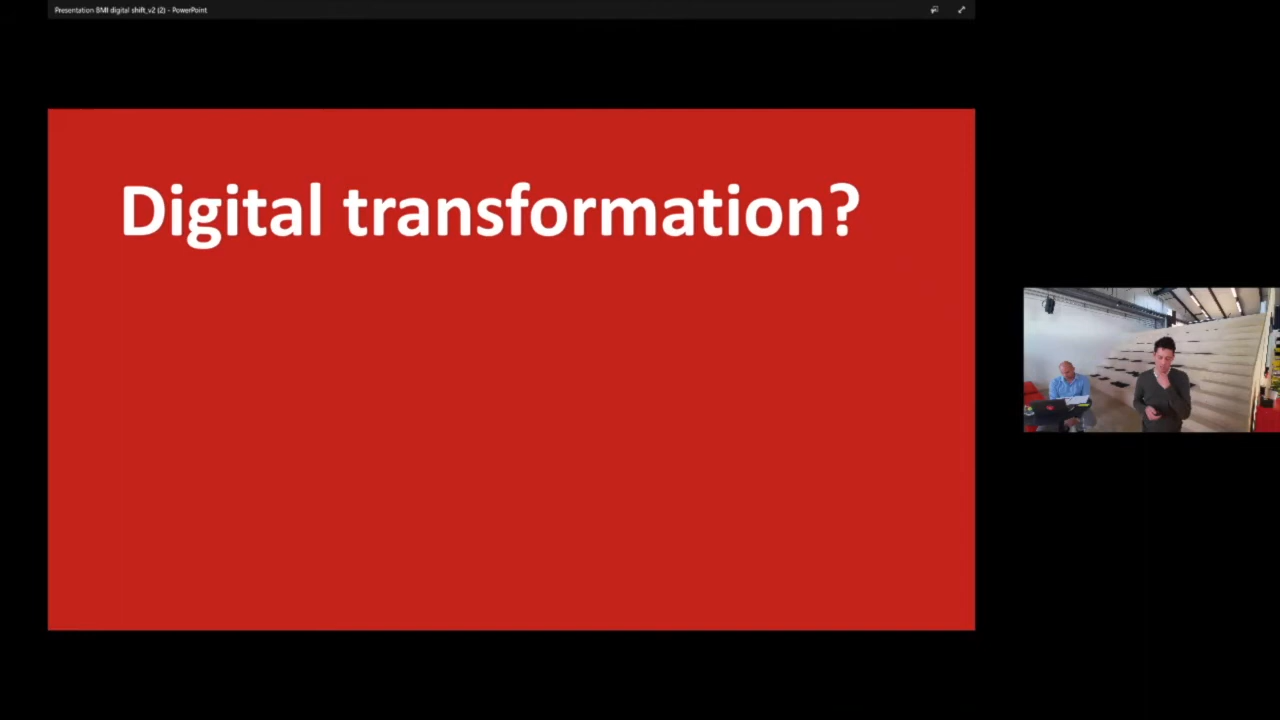 Presentation BMI digital shift_v2 (2) - PowerPoint
Digital transformation?